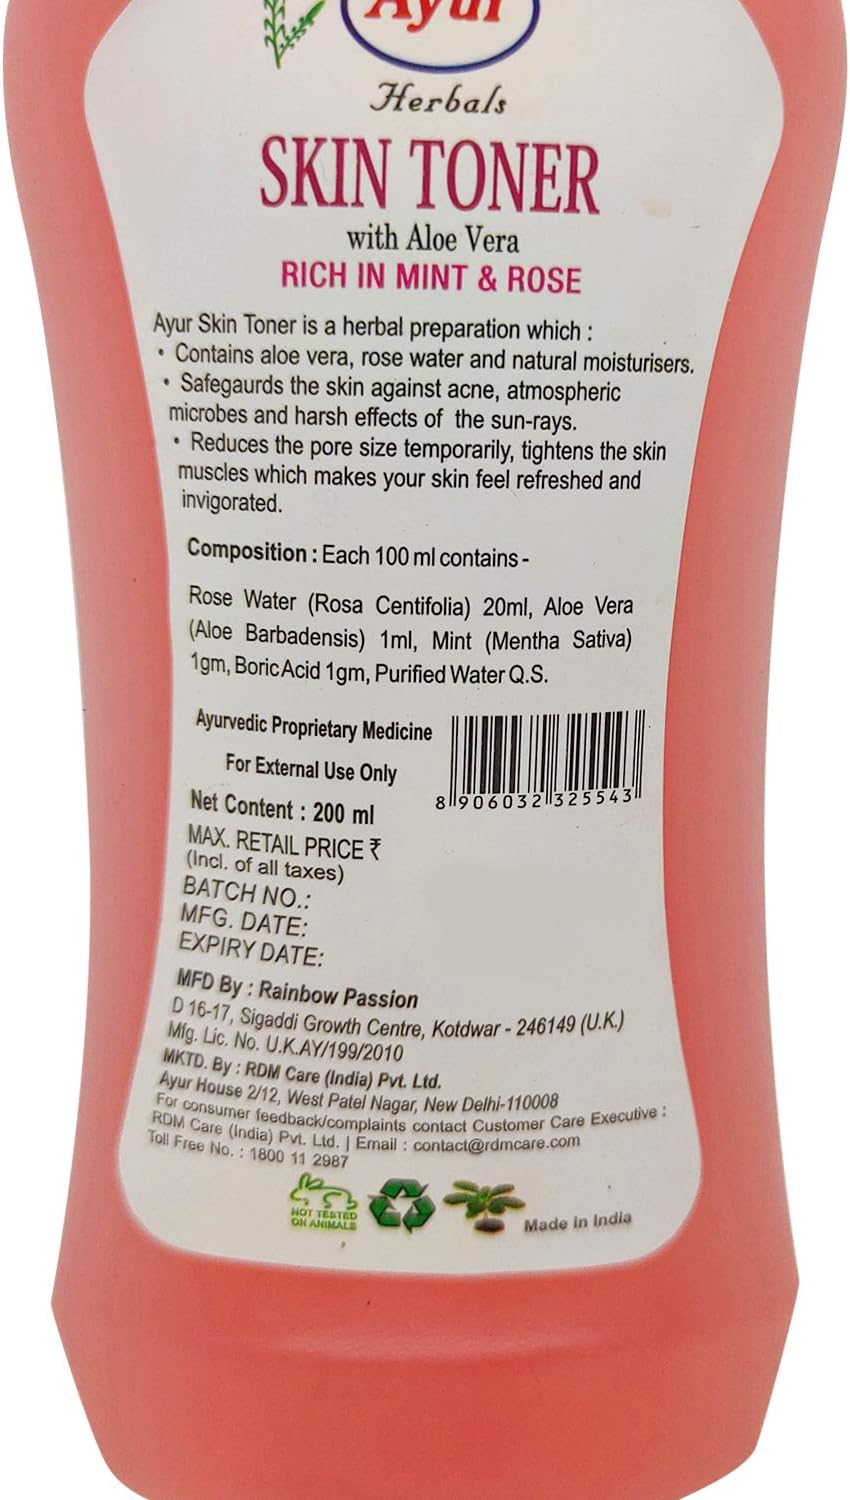 Ayur
Herbals
SKIN TONER
with Aloe Vera
RICH IN MINT & ROSE
Ayur Skin Toner is a herbal preparation which :
• Contains aloe vera, rose water and natural moisturisers.
• Safegaurds the skin against acne, atmospheric
microbes and harsh effects of the sun-rays.
• Reduces the pore size temporarily, tightens the skin
muscles which makes your skin feel refreshed and
invigorated.
Composition : Each 100 ml contains -
Rose Water (Rosa Centifolia) 20ml, Aloe Vera
(Aloe Barbadensis) 1ml, Mint (Mentha Sativa)
1gm, Boric Acid 1gm, Purified Water Q.S.
Ayurvedic Proprietary Medicine
For External Use Only
8 906032 325543
Net Content : 200 ml
MAX. RETAIL PRICE ₹
(Incl. of all taxes)
BATCH NO.:
MFG. DATE:
EXPIRY DATE:
MFD By : Rainbow Passion
D 16-17, Sigaddi Growth Centre, Kotdwar - 246149 (U.K.)
Mfg. Lic. No. U.K.AY/199/2010
MKTD. By : RDM Care (India) Pvt. Ltd.
Ayur House 2/12, West Patel Nagar, New Delhi-110008
For consumer feedback/complaints contact Customer Care Executive :
RDM Care (India) Pvt. Ltd. | Email : contact@rdmcare.com
Toll Free No. : 1800 11 2987
NOT TESTED
ON ANIMALS
Made in India